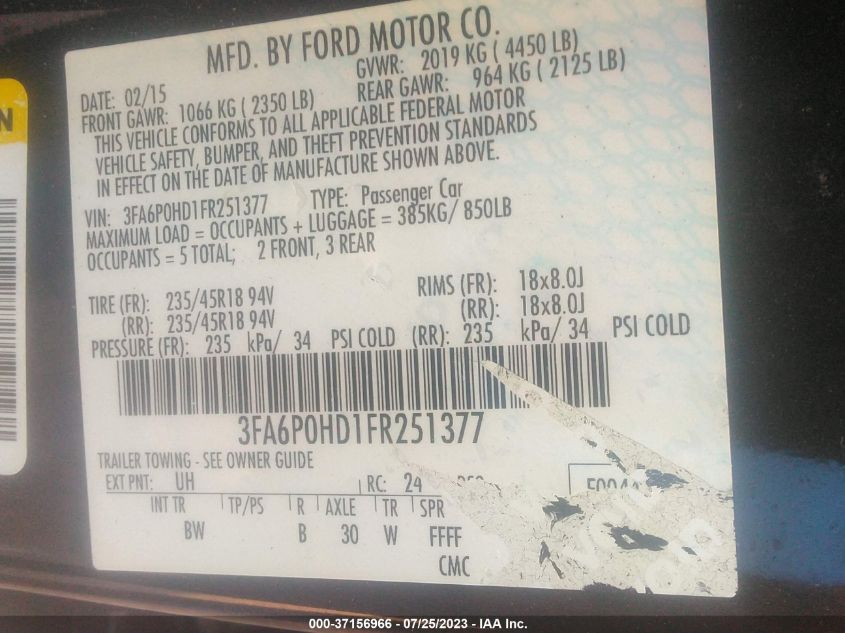 MFD. BY FORD MOTOR CO.
DATE: 02/15 GVWR: 2019 KG ( 4450 LB)
FRONT GAWR: 1066 KG ( 2350 LB) REAR GAWR: 964 KG ( 2125 LB)
THIS VEHICLE CONFORMS TO ALL APPLICABLE FEDERAL MOTOR
VEHICLE SAFETY, BUMPER, AND THEFT PREVENTION STANDARDS
IN EFFECT ON THE DATE OF MANUFACTURE SHOWN ABOVE.
VIN: 3FA6P0HD1FR251377 TYPE: Passenger Car
MAXIMUM LOAD = OCCUPANTS + LUGGAGE = 385KG/ 850LB
OCCUPANTS = 5 TOTAL; 2 FRONT, 3 REAR
TIRE (FR): 235/45R18 94V RIMS (FR): 18x8.0J
(RR): 235/45R18 94V (RR): 18x8.0J
PRESSURE (FR): 235 kPa/ 34 PSI COLD (RR): 235 kPa/ 34 PSI COLD
3FA6P0HD1FR251377
TRAILER TOWING - SEE OWNER GUIDE
EXT PNT: UH RC: 24
INT TR TP/PS R AXLE TR SPR
BW B 30 W FFFF
CMC
VOID
VOID
N
000-37156966 - 07/25/2023 - IAA Inc.